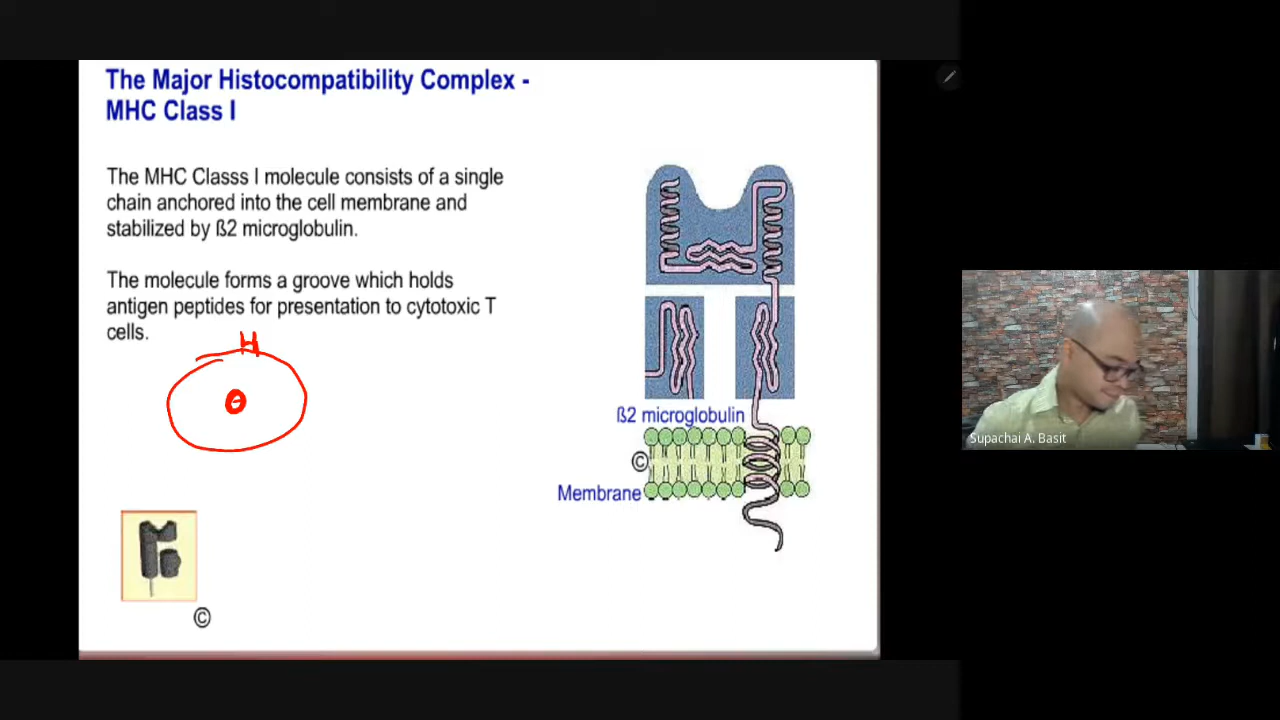 The Major Histocompatibility Complex -
MHC Class I
The MHC Classs I molecule consists of a single
chain anchored into the cell membrane and
stabilized by ß2 microglobulin.
The molecule forms a groove which holds
antigen peptides for presentation to cytotoxic T
cells.
H
ß2 microglobulin
©
Membrane
©
Supachai A. Basit